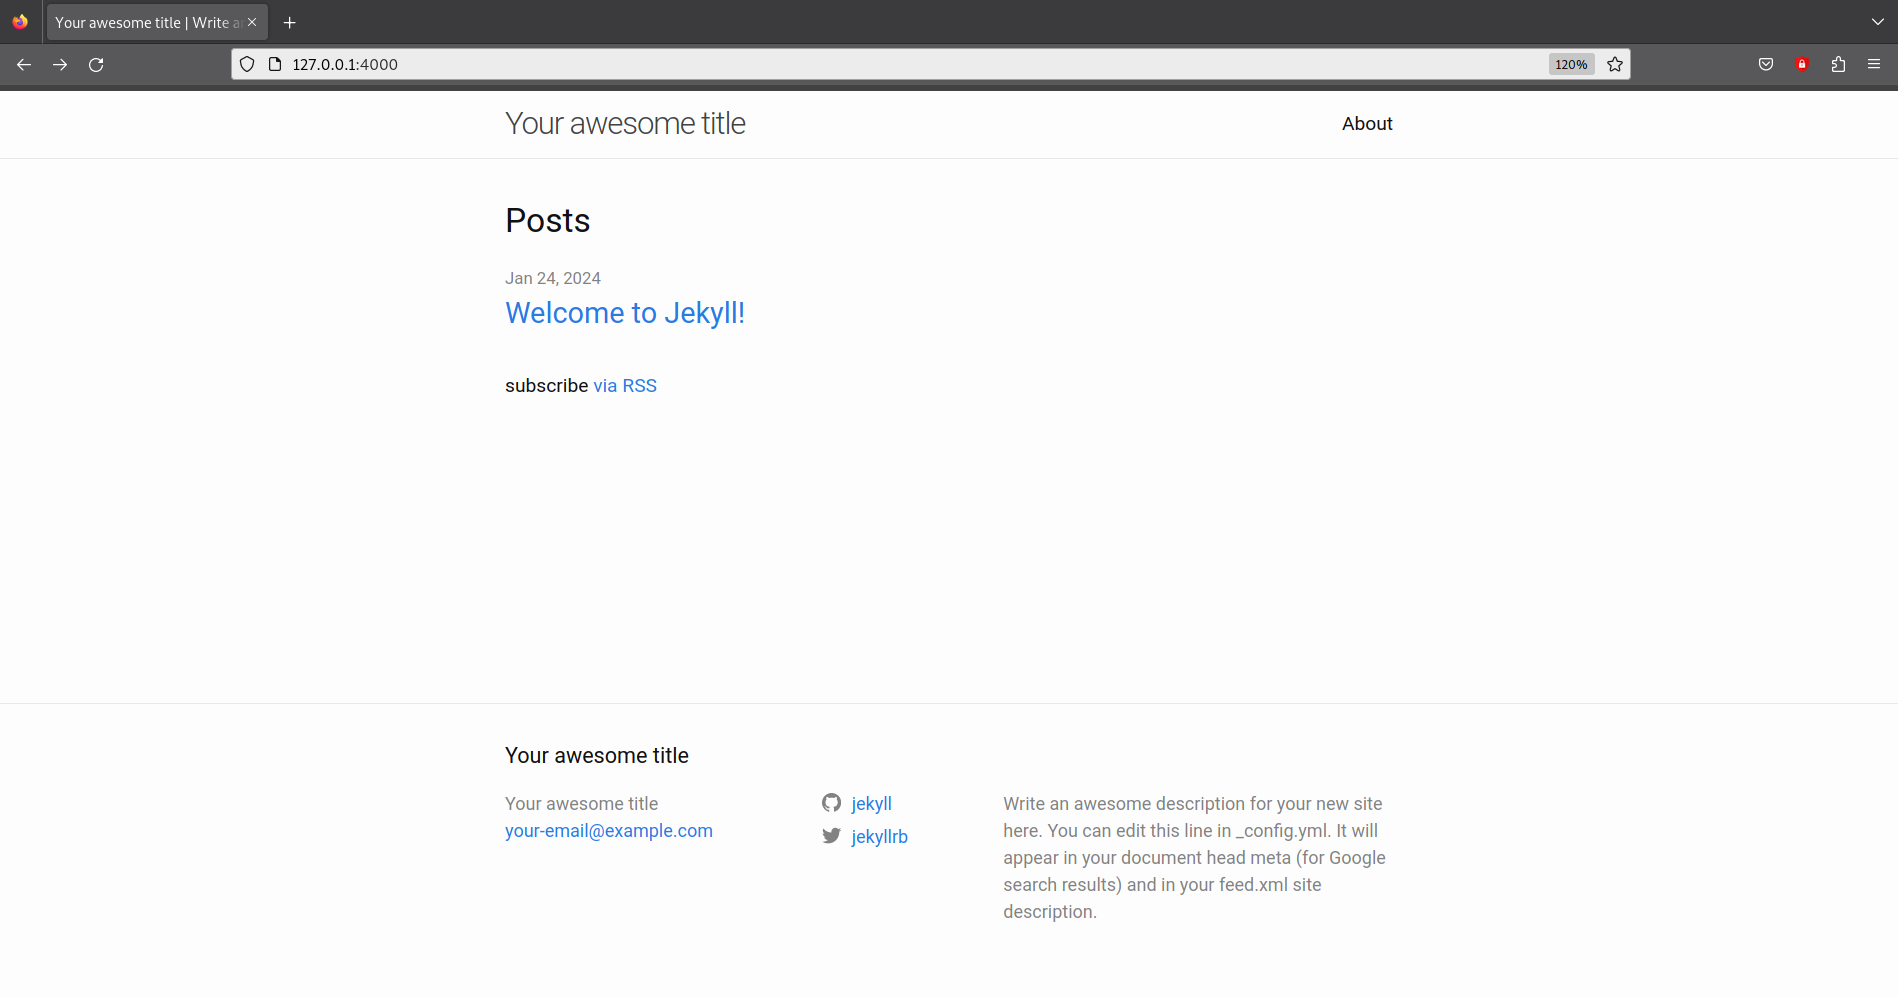 Your awesome title | Write a
127.0.0.1:4000
120%
Your awesome title
About
Posts
Jan 24, 2024
Welcome to Jekyll!
subscribe via RSS
Your awesome title
Your awesome title
your-email@example.com
jekyll
jekyllrb
Write an awesome description for your new site
here. You can edit this line in _config.yml. It will
appear in your document head meta (for Google
search results) and in your feed.xml site
description.